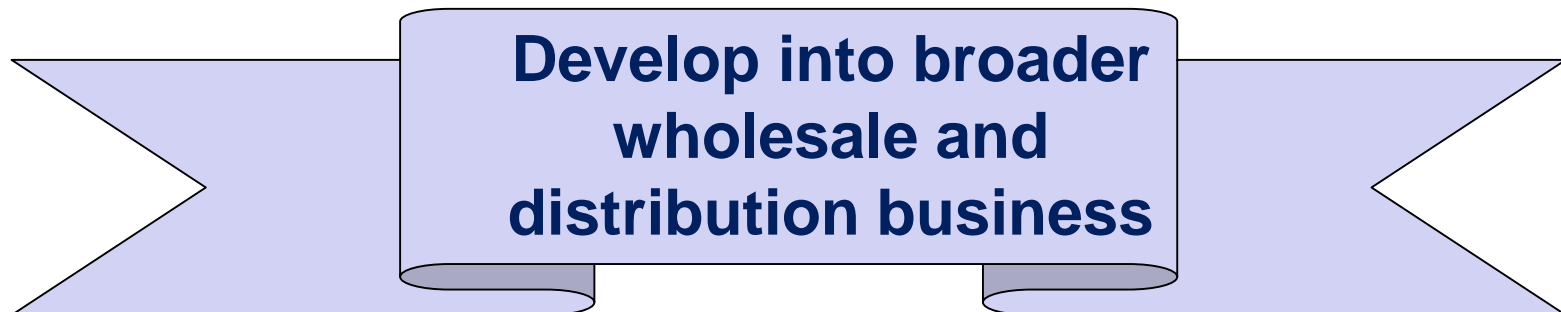 Develop into broader
wholesale and
distribution business